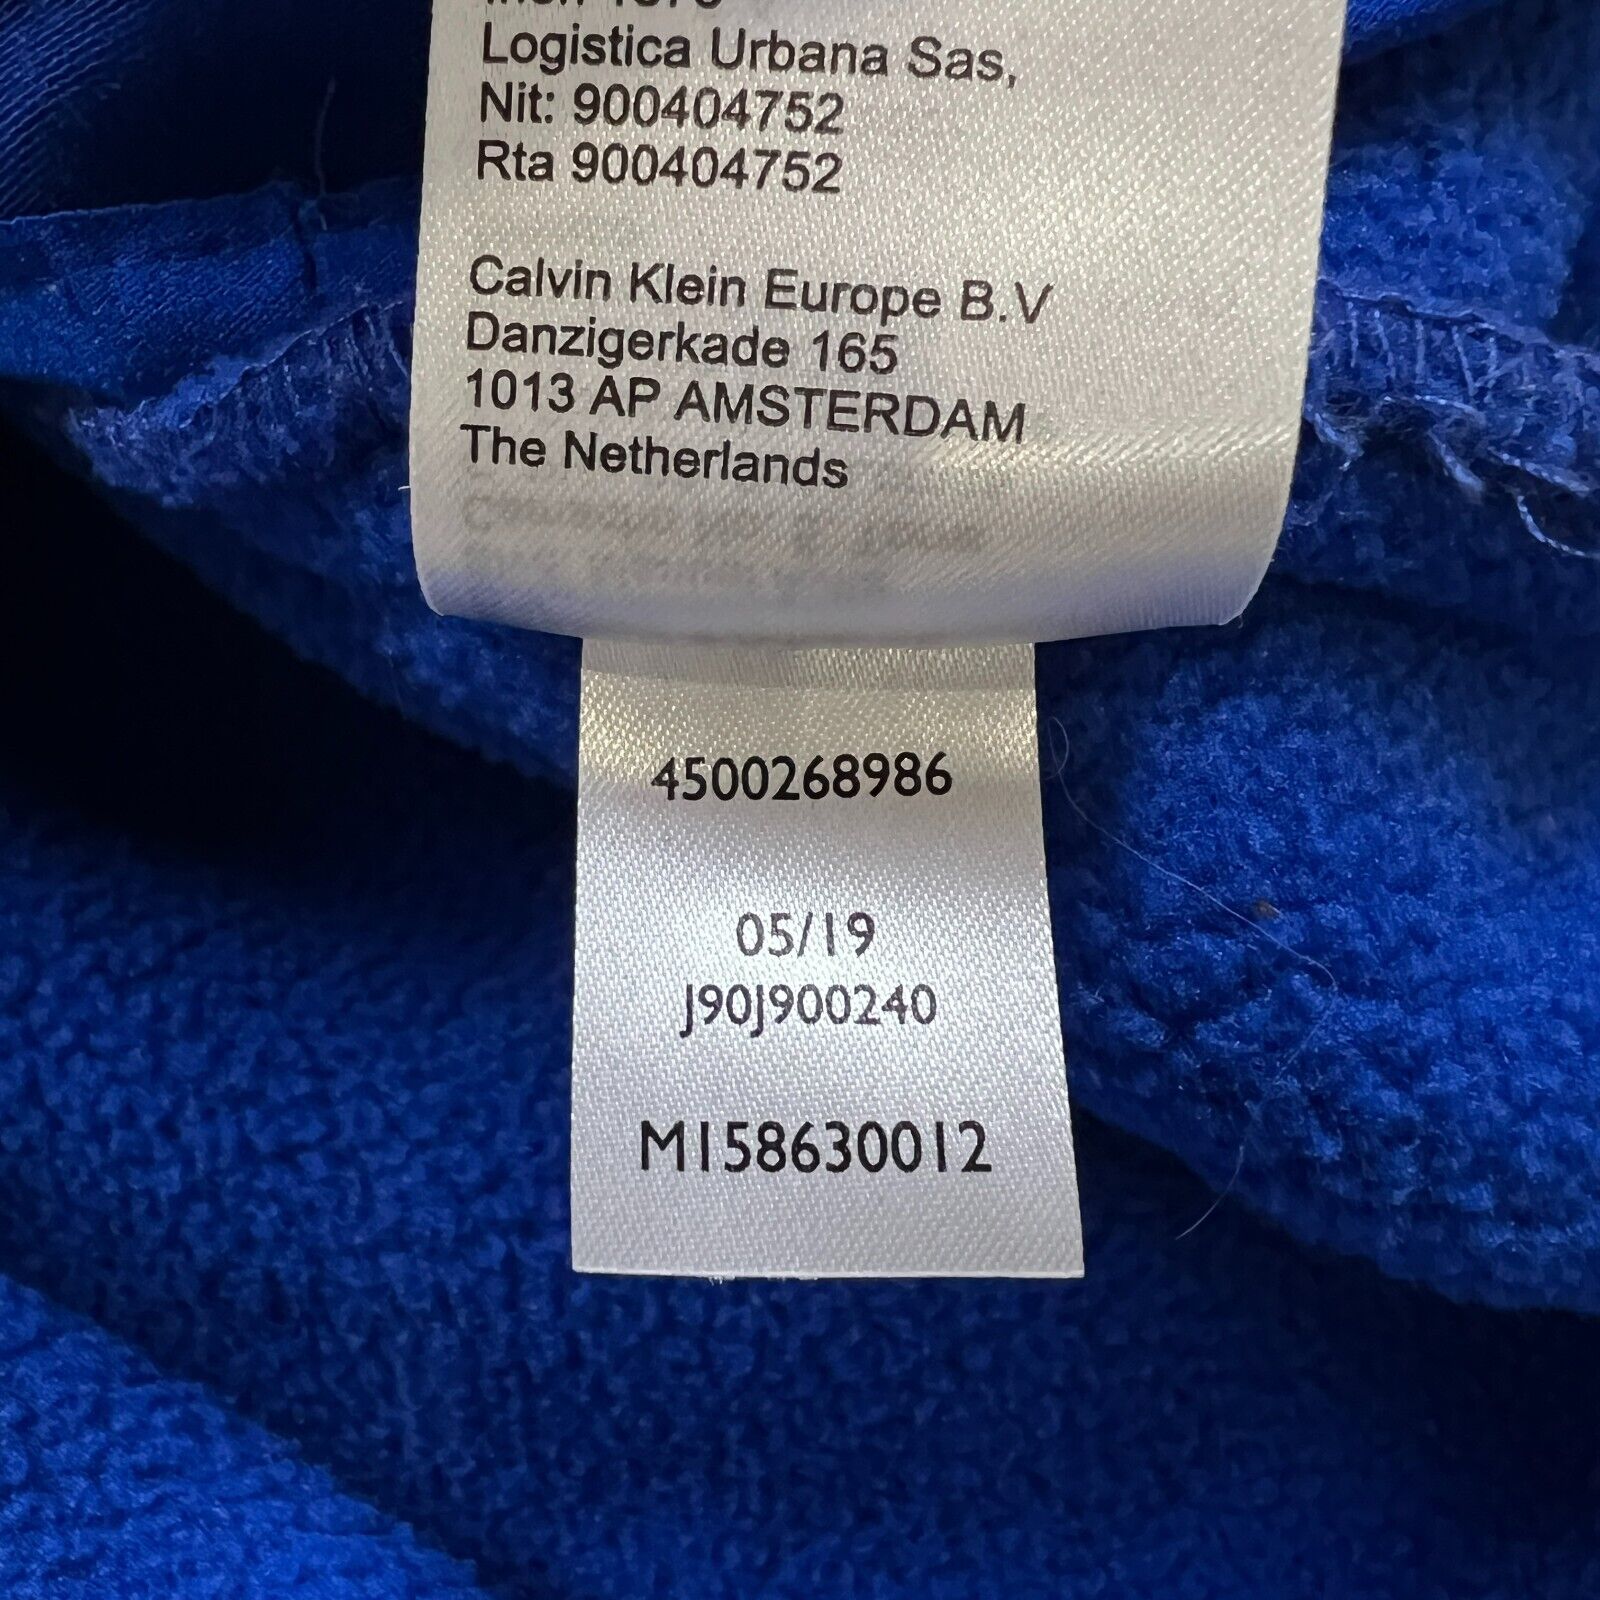 Logistica Urbana Sas,
Nit: 900404752
Rta 900404752
Calvin Klein Europe B.V
Danzigerkade 165
1013 AP AMSTERDAM
The Netherlands
4500268986
05/19
J90J900240
M158630012